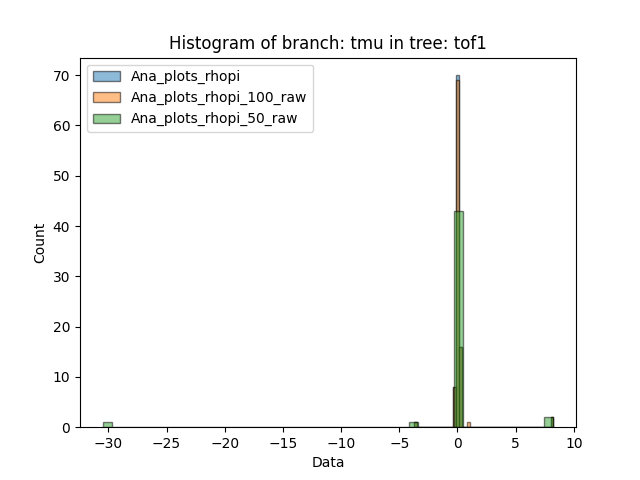 Histogram of branch: tmu in tree: tof1
Ana_plots_rhopi
Ana_plots_rhopi_100_raw
Ana_plots_rhopi_50_raw
70
60
50
40
30
20
10
0
Count
−30 −25 −20 −15 −10 −5 0 5 10
Data